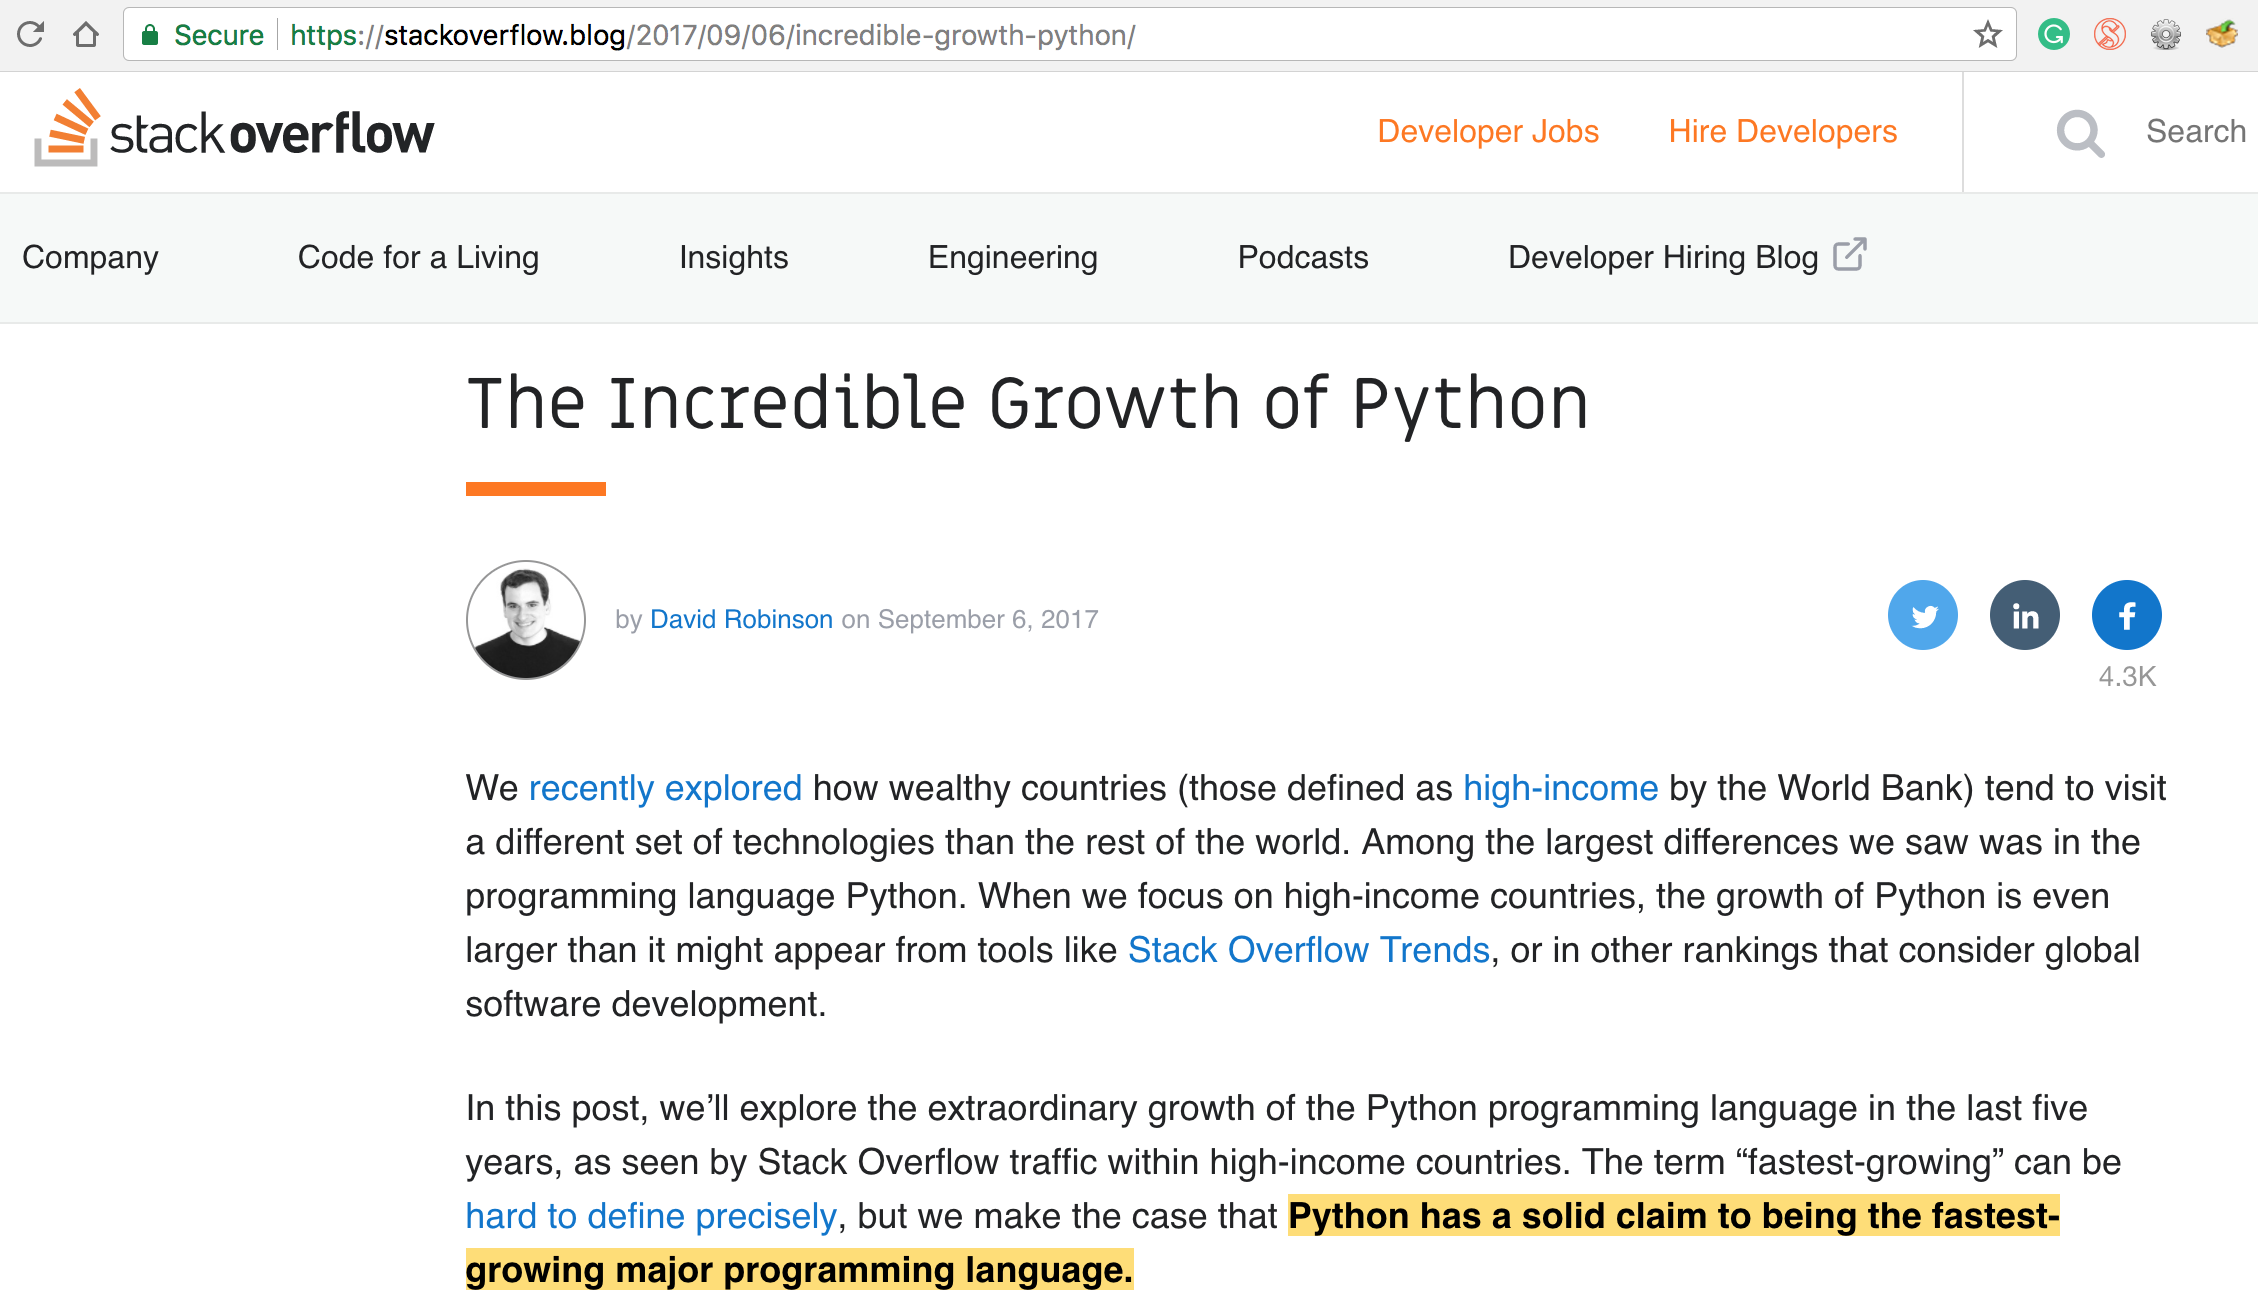 Secure https://stackoverflow.blog/2017/09/06/incredible-growth-python/
stackoverflow Developer Jobs Hire Developers Search
Company Code for a Living Insights Engineering Podcasts Developer Hiring Blog
The Incredible Growth of Python
by David Robinson on September 6, 2017
4.3K
We recently explored how wealthy countries (those defined as high-income by the World Bank) tend to visit
a different set of technologies than the rest of the world. Among the largest differences we saw was in the
programming language Python. When we focus on high-income countries, the growth of Python is even
larger than it might appear from tools like Stack Overflow Trends, or in other rankings that consider global
software development.
In this post, we’ll explore the extraordinary growth of the Python programming language in the last five
years, as seen by Stack Overflow traffic within high-income countries. The term “fastest-growing” can be
hard to define precisely, but we make the case that Python has a solid claim to being the fastest-
growing major programming language.